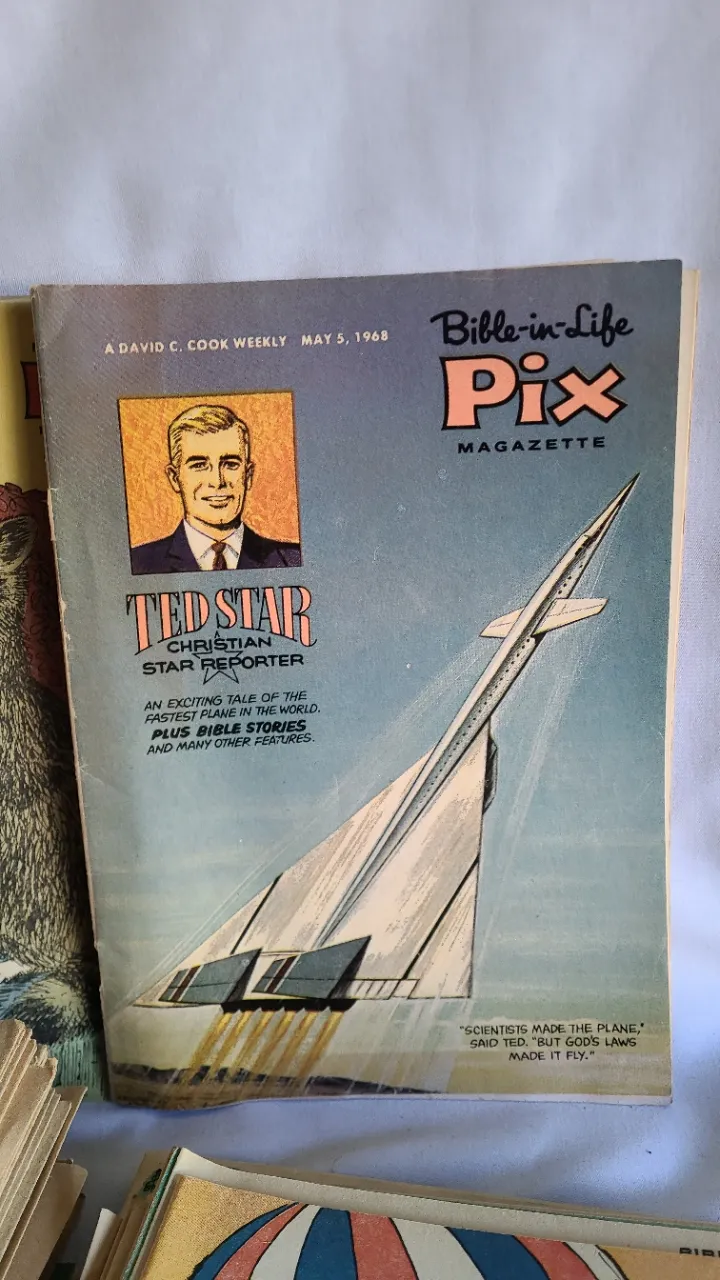 A DAVID C. COOK WEEKLY MAY 5, 1968
Bible-in-Life
Pix
MAGAZETTE
TED STAR
A
CHRISTIAN
STAR REPORTER
AN EXCITING TALE OF THE
FASTEST PLANE IN THE WORLD.
PLUS BIBLE STORIES
AND MANY OTHER FEATURES.
"SCIENTISTS MADE THE PLANE,"
SAID TED. "BUT GOD'S LAWS
MADE IT FLY."